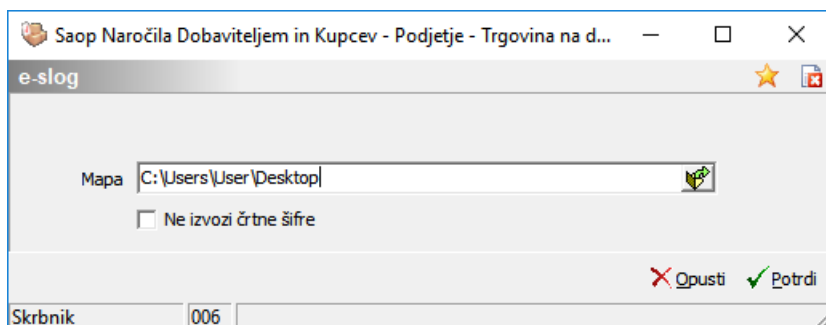 Saop Naročila Dobaviteljem in Kupcev - Podjetje - Trgovina na d...
e-slog
Mapa C:\Users\User\Desktop
Ne izvozi črtne šifre
Opusti Potrdi
Skrbnik 006